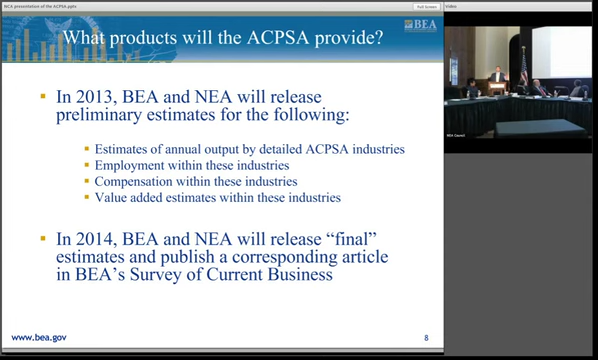 NCA presentation of the ACPSA.pptx
Full Screen
Video
BEA
What products will the ACPSA provide?
In 2013, BEA and NEA will release
preliminary estimates for the following:
Estimates of annual output by detailed ACPSA industries
Employment within these industries
Compensation within these industries
Value added estimates within these industries
In 2014, BEA and NEA will release “final”
estimates and publish a corresponding article
in BEA’s Survey of Current Business
www.bea.gov
8
NEA Council